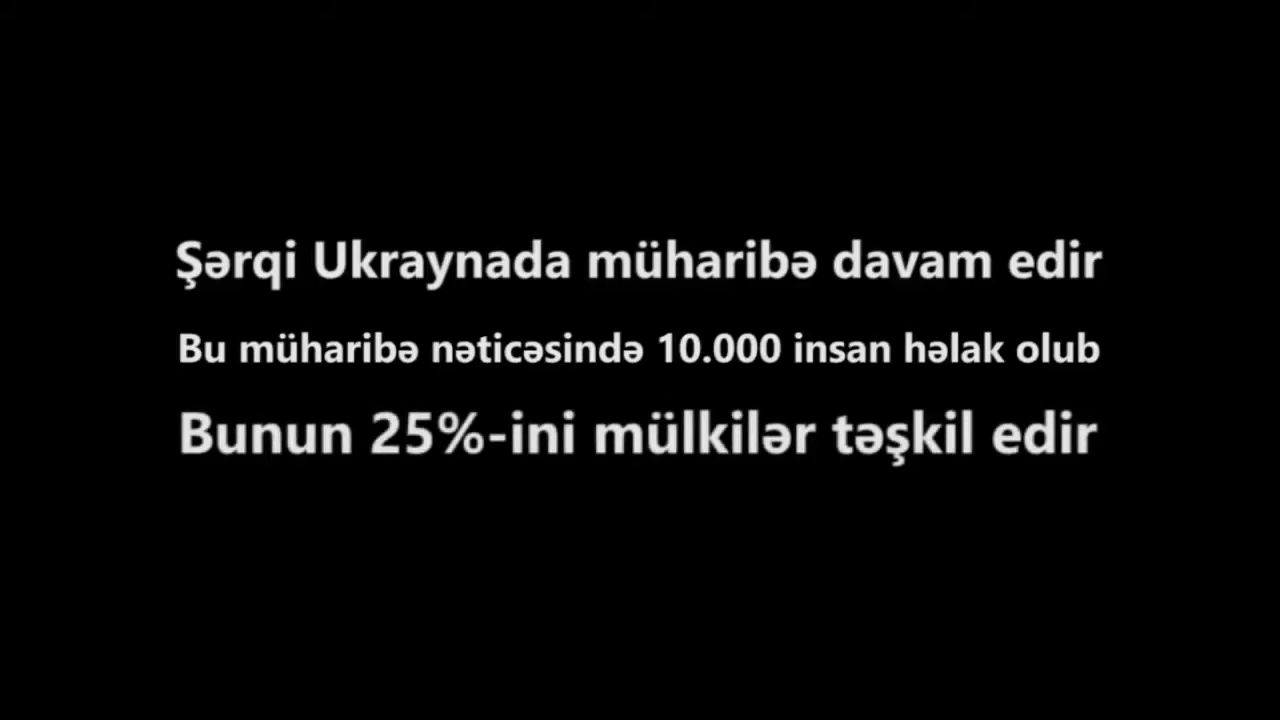 Şərqi Ukraynada müharibə davam edir
Bu müharibə nəticəsində 10.000 insan həlak olub
Bunun 25%-ini mülkilər təşkil edir